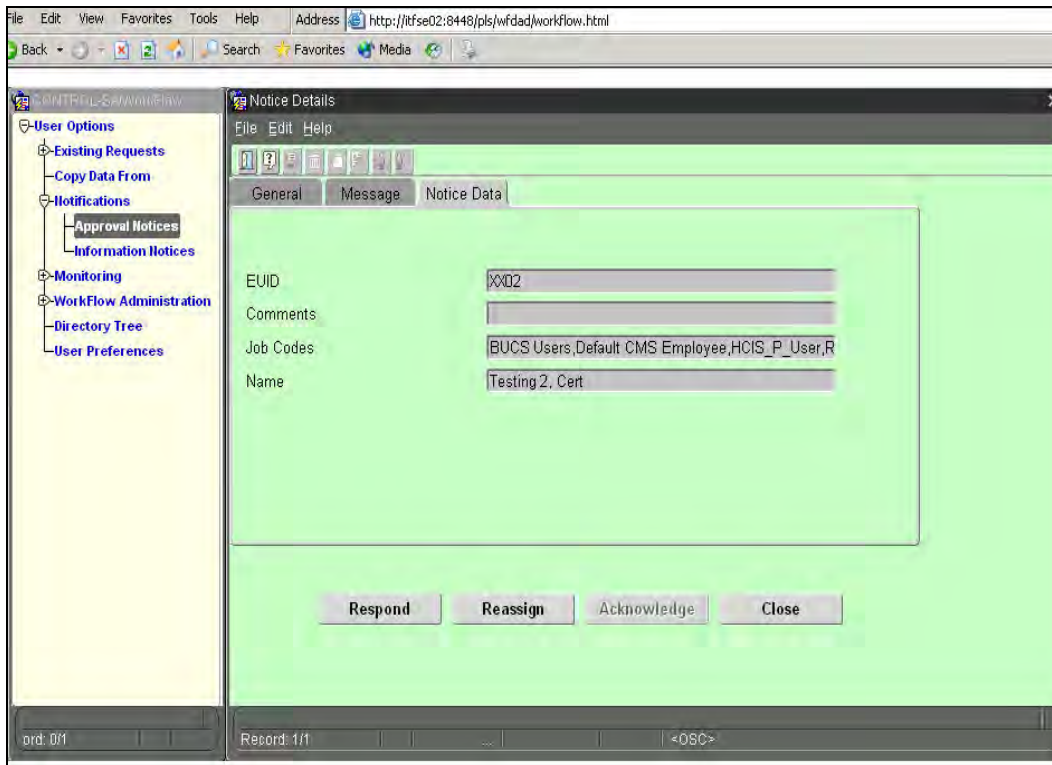 File Edit View Favorites Tools Help Address http://itfse02:8448/pls/wfdad/workflow.html
Back Search Favorites Media
CONTROL-SA/WorkFlow
User Options
Existing Requests
Copy Data From
Notifications
Approval Notices
Information Notices
Monitoring
WorkFlow Administration
Directory Tree
User Preferences
ord: 0/1
Notice Details
File Edit Help
General Message Notice Data
EUID XX02
Comments
Job Codes BUCS Users,Default CMS Employee,HCIS_P_User,R
Name Testing 2, Cert
Respond Reassign Acknowledge Close
Record: 1/1 ... <OSC>